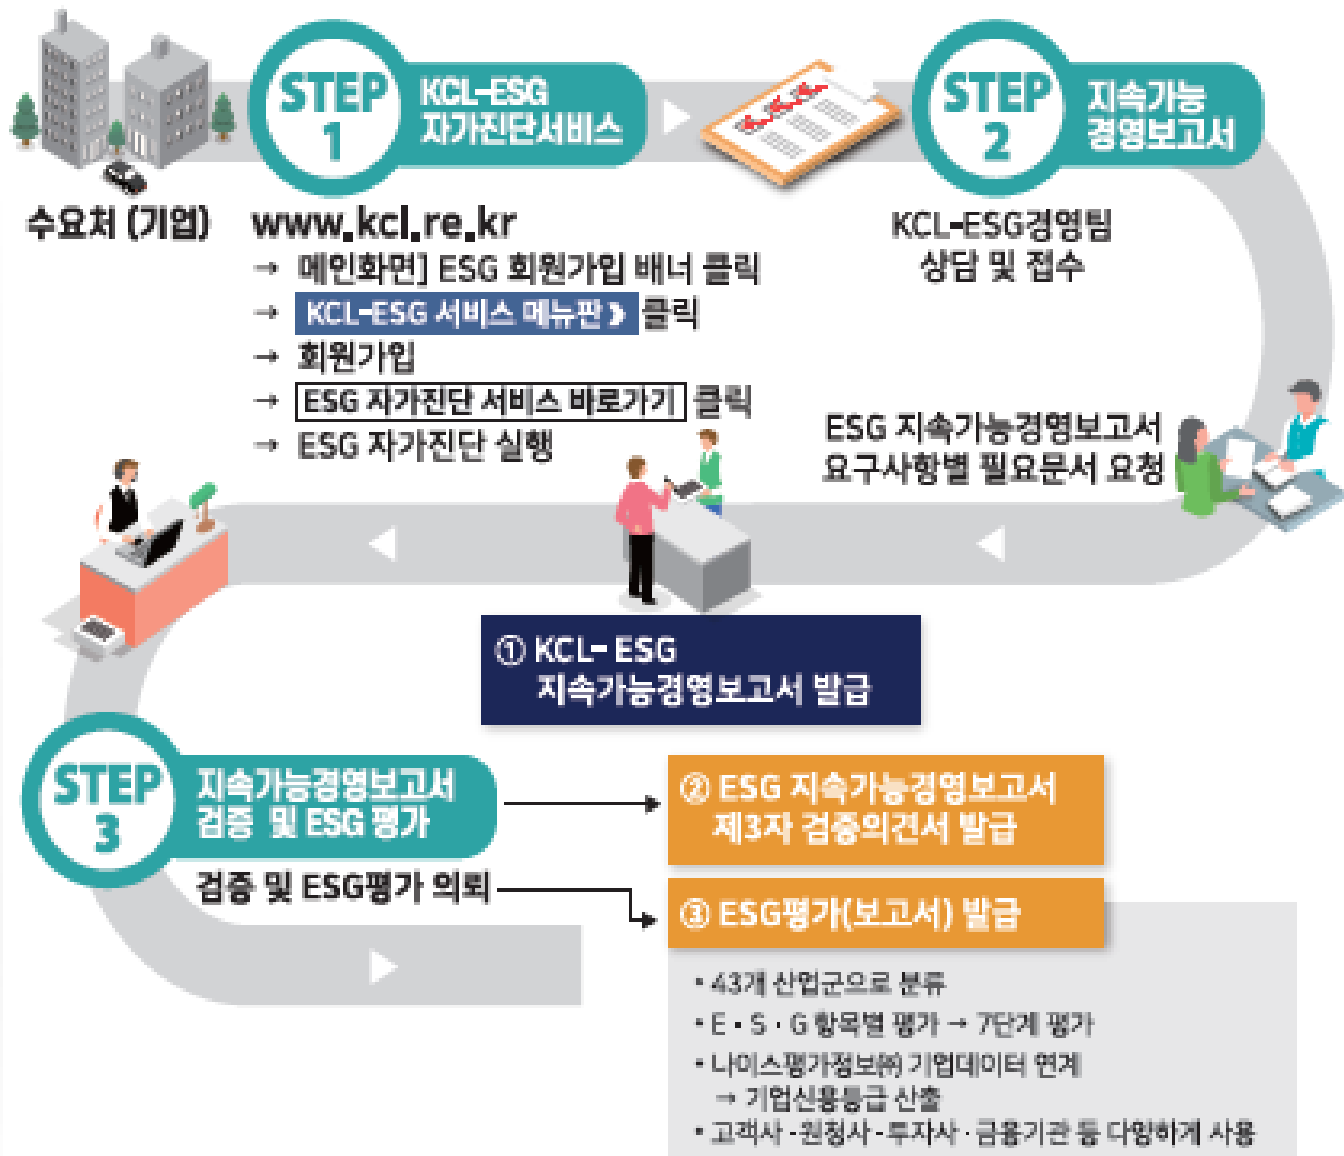 수요처 (기업)
STEP
1
KCL-ESG
자가진단서비스
www.kcl.re.kr
→ 메인화면] ESG 회원가입 배너 클릭
→ KCL-ESG 서비스 메뉴판 》 클릭
→ 회원가입
→ ESG 자가진단 서비스 바로가기 클릭
→ ESG 자가진단 실행
STEP
2
지속가능
경영보고서
KCL-ESG경영팀
상담 및 접수
ESG 지속가능경영보고서
요구사항별 필요문서 요청
① KCL- ESG
지속가능경영보고서 발급
STEP
3
지속가능경영보고서
검증 및 ESG 평가
검증 및 ESG평가 의뢰
② ESG 지속가능경영보고서
제3자 검증의견서 발급
③ ESG평가(보고서) 발급
• 43개 산업군으로 분류
• E · S · G 항목별 평가 → 7단계 평가
• 나이스평가정보㈜ 기업데이터 연계
→ 기업신용등급 산출
• 고객사 · 원청사 · 투자사 · 금융기관 등 다양하게 사용